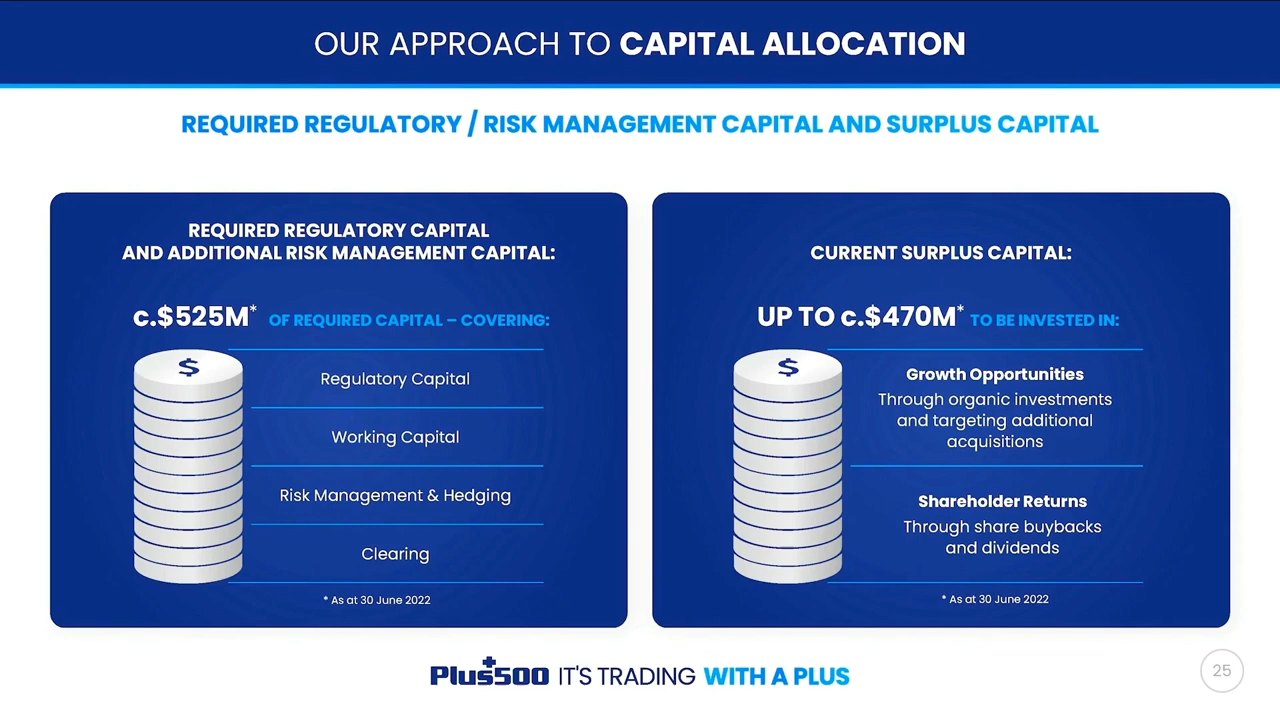 OUR APPROACH TO CAPITAL ALLOCATION
REQUIRED REGULATORY / RISK MANAGEMENT CAPITAL AND SURPLUS CAPITAL
REQUIRED REGULATORY CAPITAL
AND ADDITIONAL RISK MANAGEMENT CAPITAL:
c.$525M* OF REQUIRED CAPITAL – COVERING:
$
Regulatory Capital
Working Capital
Risk Management & Hedging
Clearing
* As at 30 June 2022
CURRENT SURPLUS CAPITAL:
UP TO c.$470M* TO BE INVESTED IN:
$
Growth Opportunities
Through organic investments
and targeting additional
acquisitions
Shareholder Returns
Through share buybacks
and dividends
* As at 30 June 2022
Plus500 IT'S TRADING WITH A PLUS
25